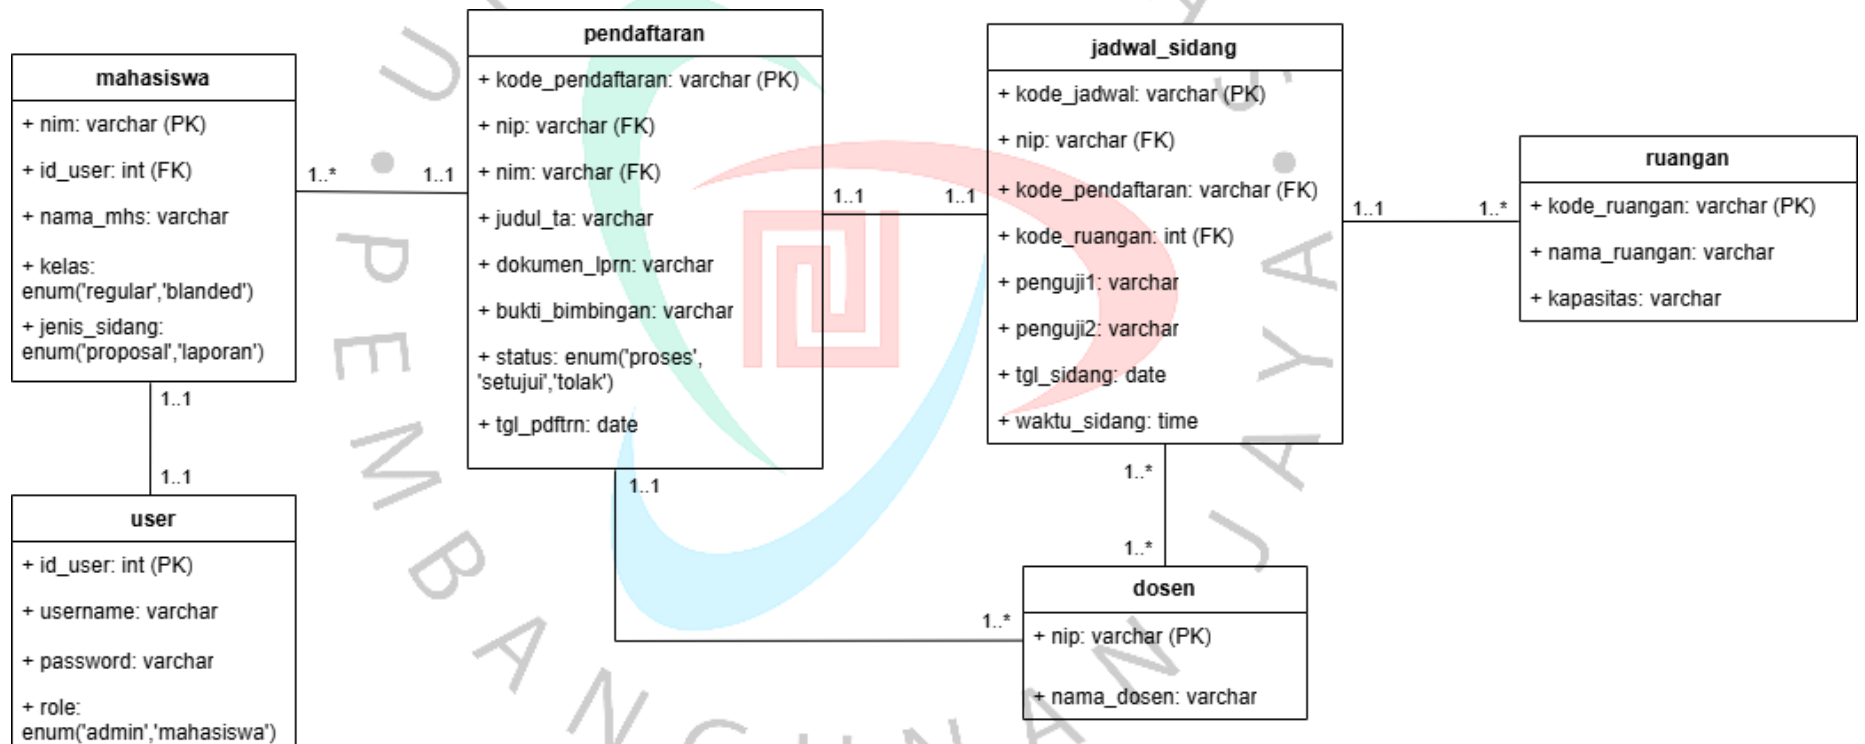 mahasiswa
+ nim: varchar (PK)
+ id_user: int (FK)
+ nama_mhs: varchar
+ kelas:
enum('regular','blanded')
+ jenis_sidang:
enum('proposal','laporan')
1..*
1..1
1..1
1..1
user
+ id_user: int (PK)
+ username: varchar
+ password: varchar
+ role:
enum('admin','mahasiswa')
pendaftaran
+ kode_pendaftaran: varchar (PK)
+ nip: varchar (FK)
+ nim: varchar (FK)
+ judul_ta: varchar
+ dokumen_lprn: varchar
+ bukti_bimbingan: varchar
+ status: enum('proses',
'setujui','tolak')
+ tgl_pdftrn: date
1..1
1..1
1..1
1..*
jadwal_sidang
+ kode_jadwal: varchar (PK)
+ nip: varchar (FK)
+ kode_pendaftaran: varchar (FK)
+ kode_ruangan: int (FK)
+ penguji1: varchar
+ penguji2: varchar
+ tgl_sidang: date
+ waktu_sidang: time
1..1
1..*
1..*
1..*
ruangan
+ kode_ruangan: varchar (PK)
+ nama_ruangan: varchar
+ kapasitas: varchar
dosen
+ nip: varchar (PK)
+ nama_dosen: varchar
PEMBANGUNAN JAYA